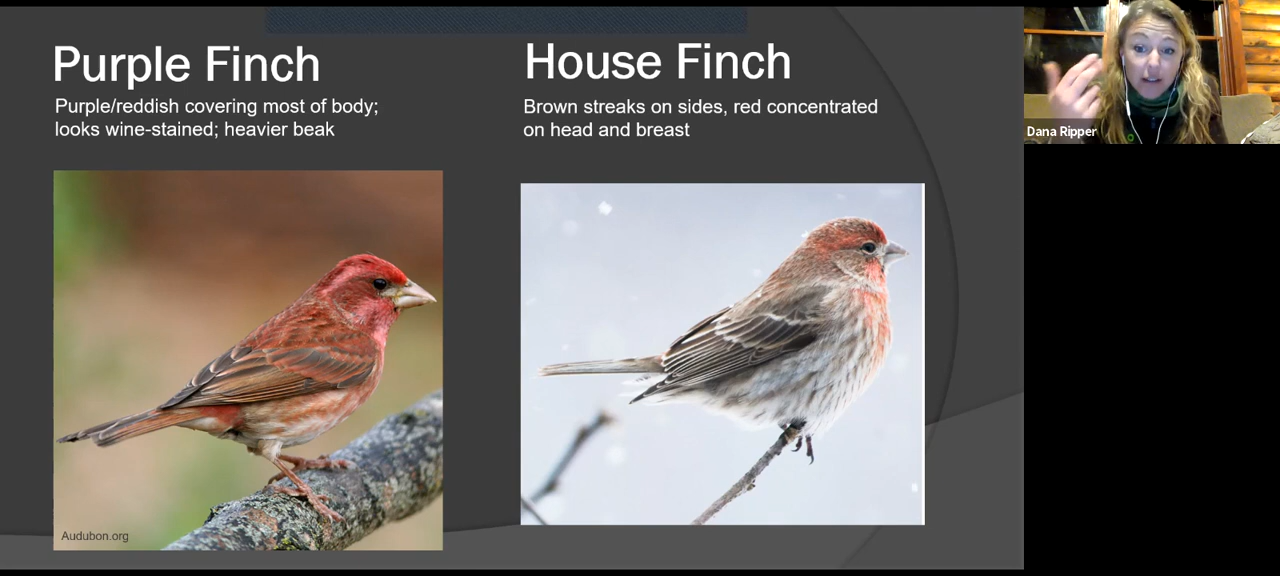 Purple Finch
Purple/reddish covering most of body;
looks wine-stained; heavier beak
House Finch
Brown streaks on sides, red concentrated
on head and breast
Audubon.org
Dana Ripper